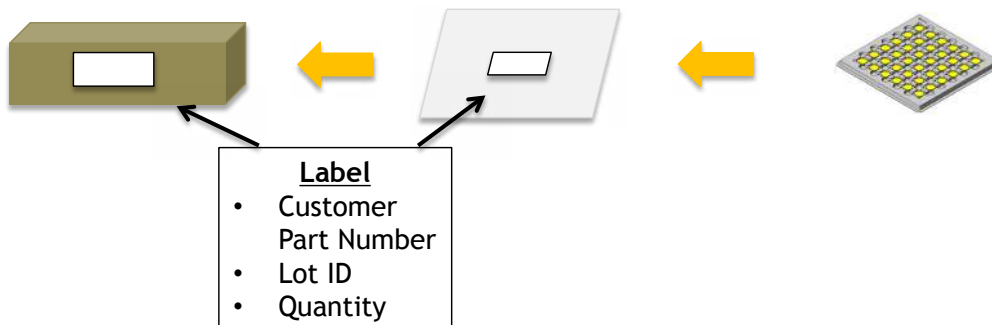 Label
• Customer
Part Number
• Lot ID
• Quantity